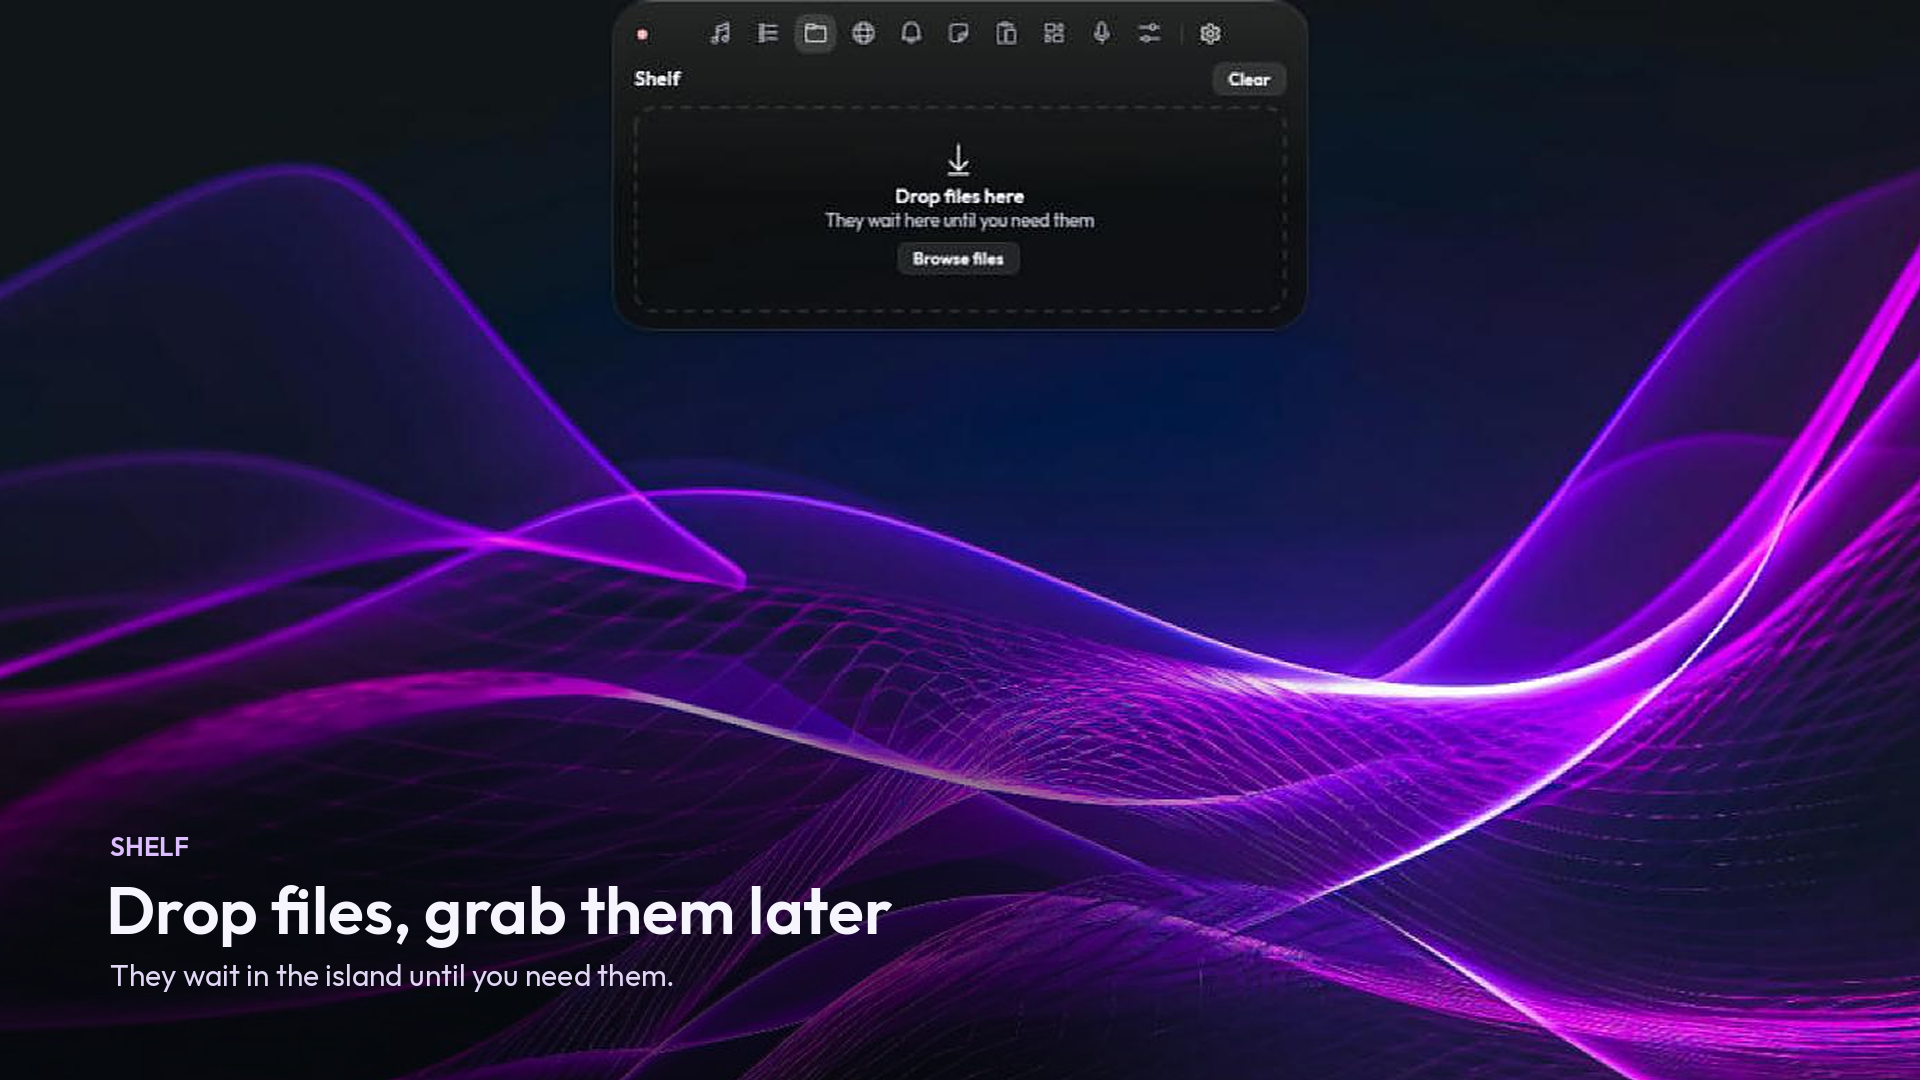 Shelf
Clear
Drop files here
They wait here until you need them
Browse files
SHELF
Drop files, grab them later
They wait in the island until you need them.